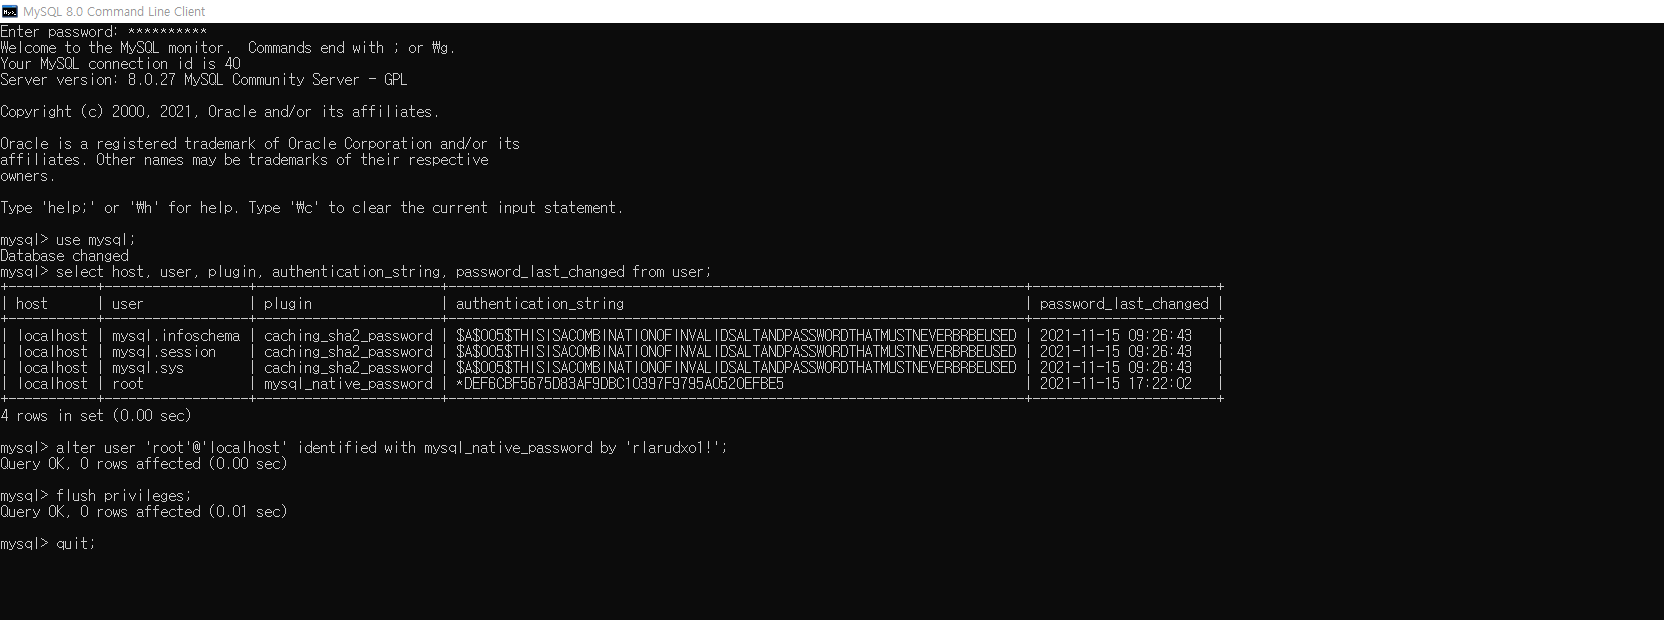 MySQL 8.0 Command Line Client
Enter password: **********
Welcome to the MySQL monitor.  Commands end with ; or ₩g.
Your MySQL connection id is 40
Server version: 8.0.27 MySQL Community Server - GPL
Copyright (c) 2000, 2021, Oracle and/or its affiliates.
Oracle is a registered trademark of Oracle Corporation and/or its
affiliates. Other names may be trademarks of their respective
owners.
Type 'help;' or '₩h' for help. Type '₩c' to clear the current input statement.
mysql> use mysql;
Database changed
mysql> select host, user, plugin, authentication_string, password_last_changed from user;
| host | user | plugin | authentication_string | password_last_changed |
| localhost | mysql.infoschema | caching_sha2_password | $A$005$THISISACOMBINATIONOFINVALIDSALTANDPASSWORDTHATMUSTNEVERBRBEUSED | 2021-11-15 09:26:43 |
| localhost | mysql.session | caching_sha2_password | $A$005$THISISACOMBINATIONOFINVALIDSALTANDPASSWORDTHATMUSTNEVERBRBEUSED | 2021-11-15 09:26:43 |
| localhost | mysql.sys | caching_sha2_password | $A$005$THISISACOMBINATIONOFINVALIDSALTANDPASSWORDTHATMUSTNEVERBRBEUSED | 2021-11-15 09:26:43 |
| localhost | root | mysql_native_password | *DEF6CBF5675D83AF9DBC10397F9795A0520EFBE5 | 2021-11-15 17:22:02 |
4 rows in set (0.00 sec)
mysql> alter user 'root'@'localhost' identified with mysql_native_password by 'rlarudxo1!';
Query OK, 0 rows affected (0.00 sec)
mysql> flush privileges;
Query OK, 0 rows affected (0.01 sec)
mysql> quit;